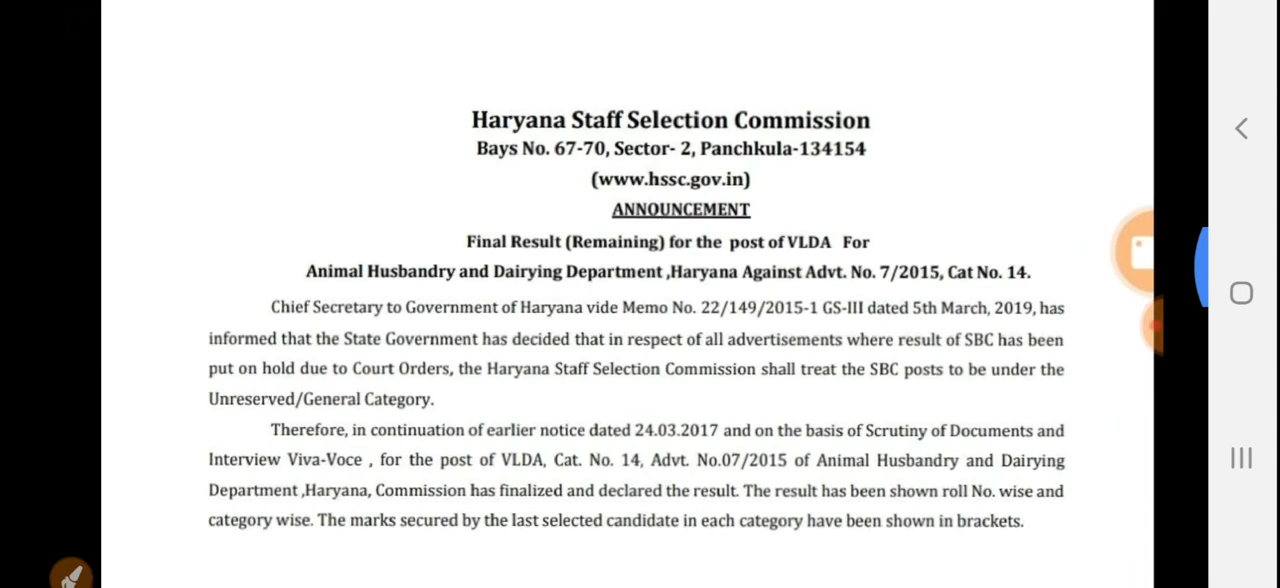 Haryana Staff Selection Commission
Bays No. 67-70, Sector- 2, Panchkula-134154
(www.hssc.gov.in)
ANNOUNCEMENT
Final Result (Remaining) for the post of VLDA For
Animal Husbandry and Dairying Department ,Haryana Against Advt. No. 7/2015, Cat No. 14.
Chief Secretary to Government of Haryana vide Memo No. 22/149/2015-1 GS-III dated 5th March, 2019, has
informed that the State Government has decided that in respect of all advertisements where result of SBC has been
put on hold due to Court Orders, the Haryana Staff Selection Commission shall treat the SBC posts to be under the
Unreserved/General Category.
Therefore, in continuation of earlier notice dated 24.03.2017 and on the basis of Scrutiny of Documents and
Interview Viva-Voce , for the post of VLDA, Cat. No. 14, Advt. No.07/2015 of Animal Husbandry and Dairying
Department ,Haryana, Commission has finalized and declared the result. The result has been shown roll No. wise and
category wise. The marks secured by the last selected candidate in each category have been shown in brackets.